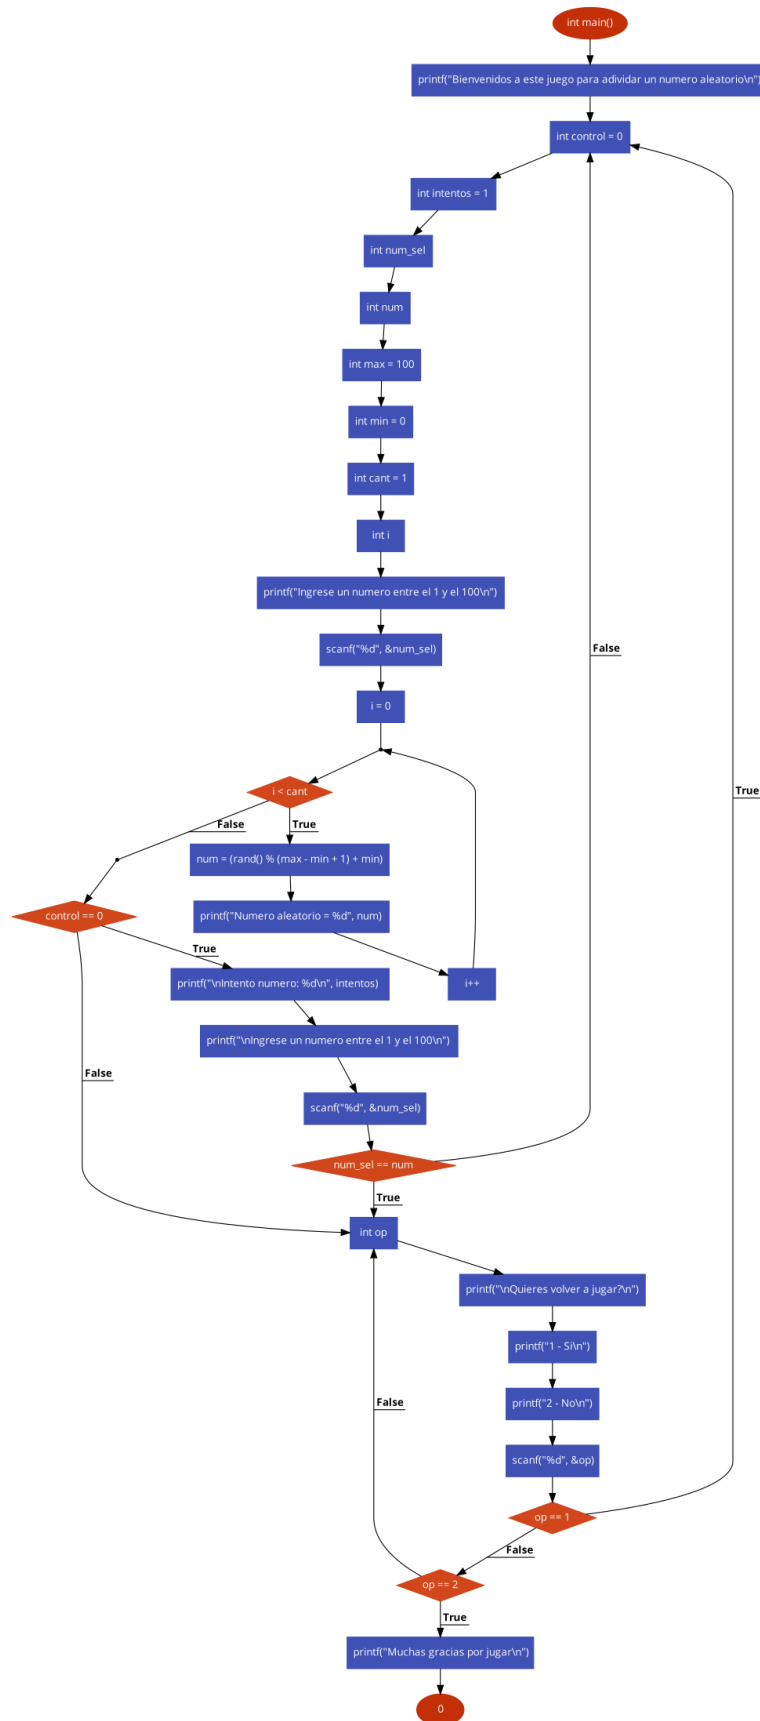 int main()
printf("Bienvenidos a este juego para adividar un numero aleatorio\n")
int control = 0
int intentos = 1
int num_sel
int num
int max = 100
int min = 0
int cant = 1
int i
printf("Ingrese un numero entre el 1 y el 100\n")
scanf("%d", &num_sel)
False
i = 0
i < cant
True
False
True
num = (rand() % (max - min + 1) + min)
printf("Numero aleatorio = %d", num)
control == 0
True
printf("\nIntento numero: %d\n", intentos)
i++
printf("\nIngrese un numero entre el 1 y el 100\n")
False
scanf("%d", &num_sel)
num_sel == num
True
int op
printf("\nQuieres volver a jugar?\n")
printf("1 - Si\n")
printf("2 - No\n")
False
scanf("%d", &op)
op == 1
False
op == 2
True
printf("Muchas gracias por jugar\n")
0